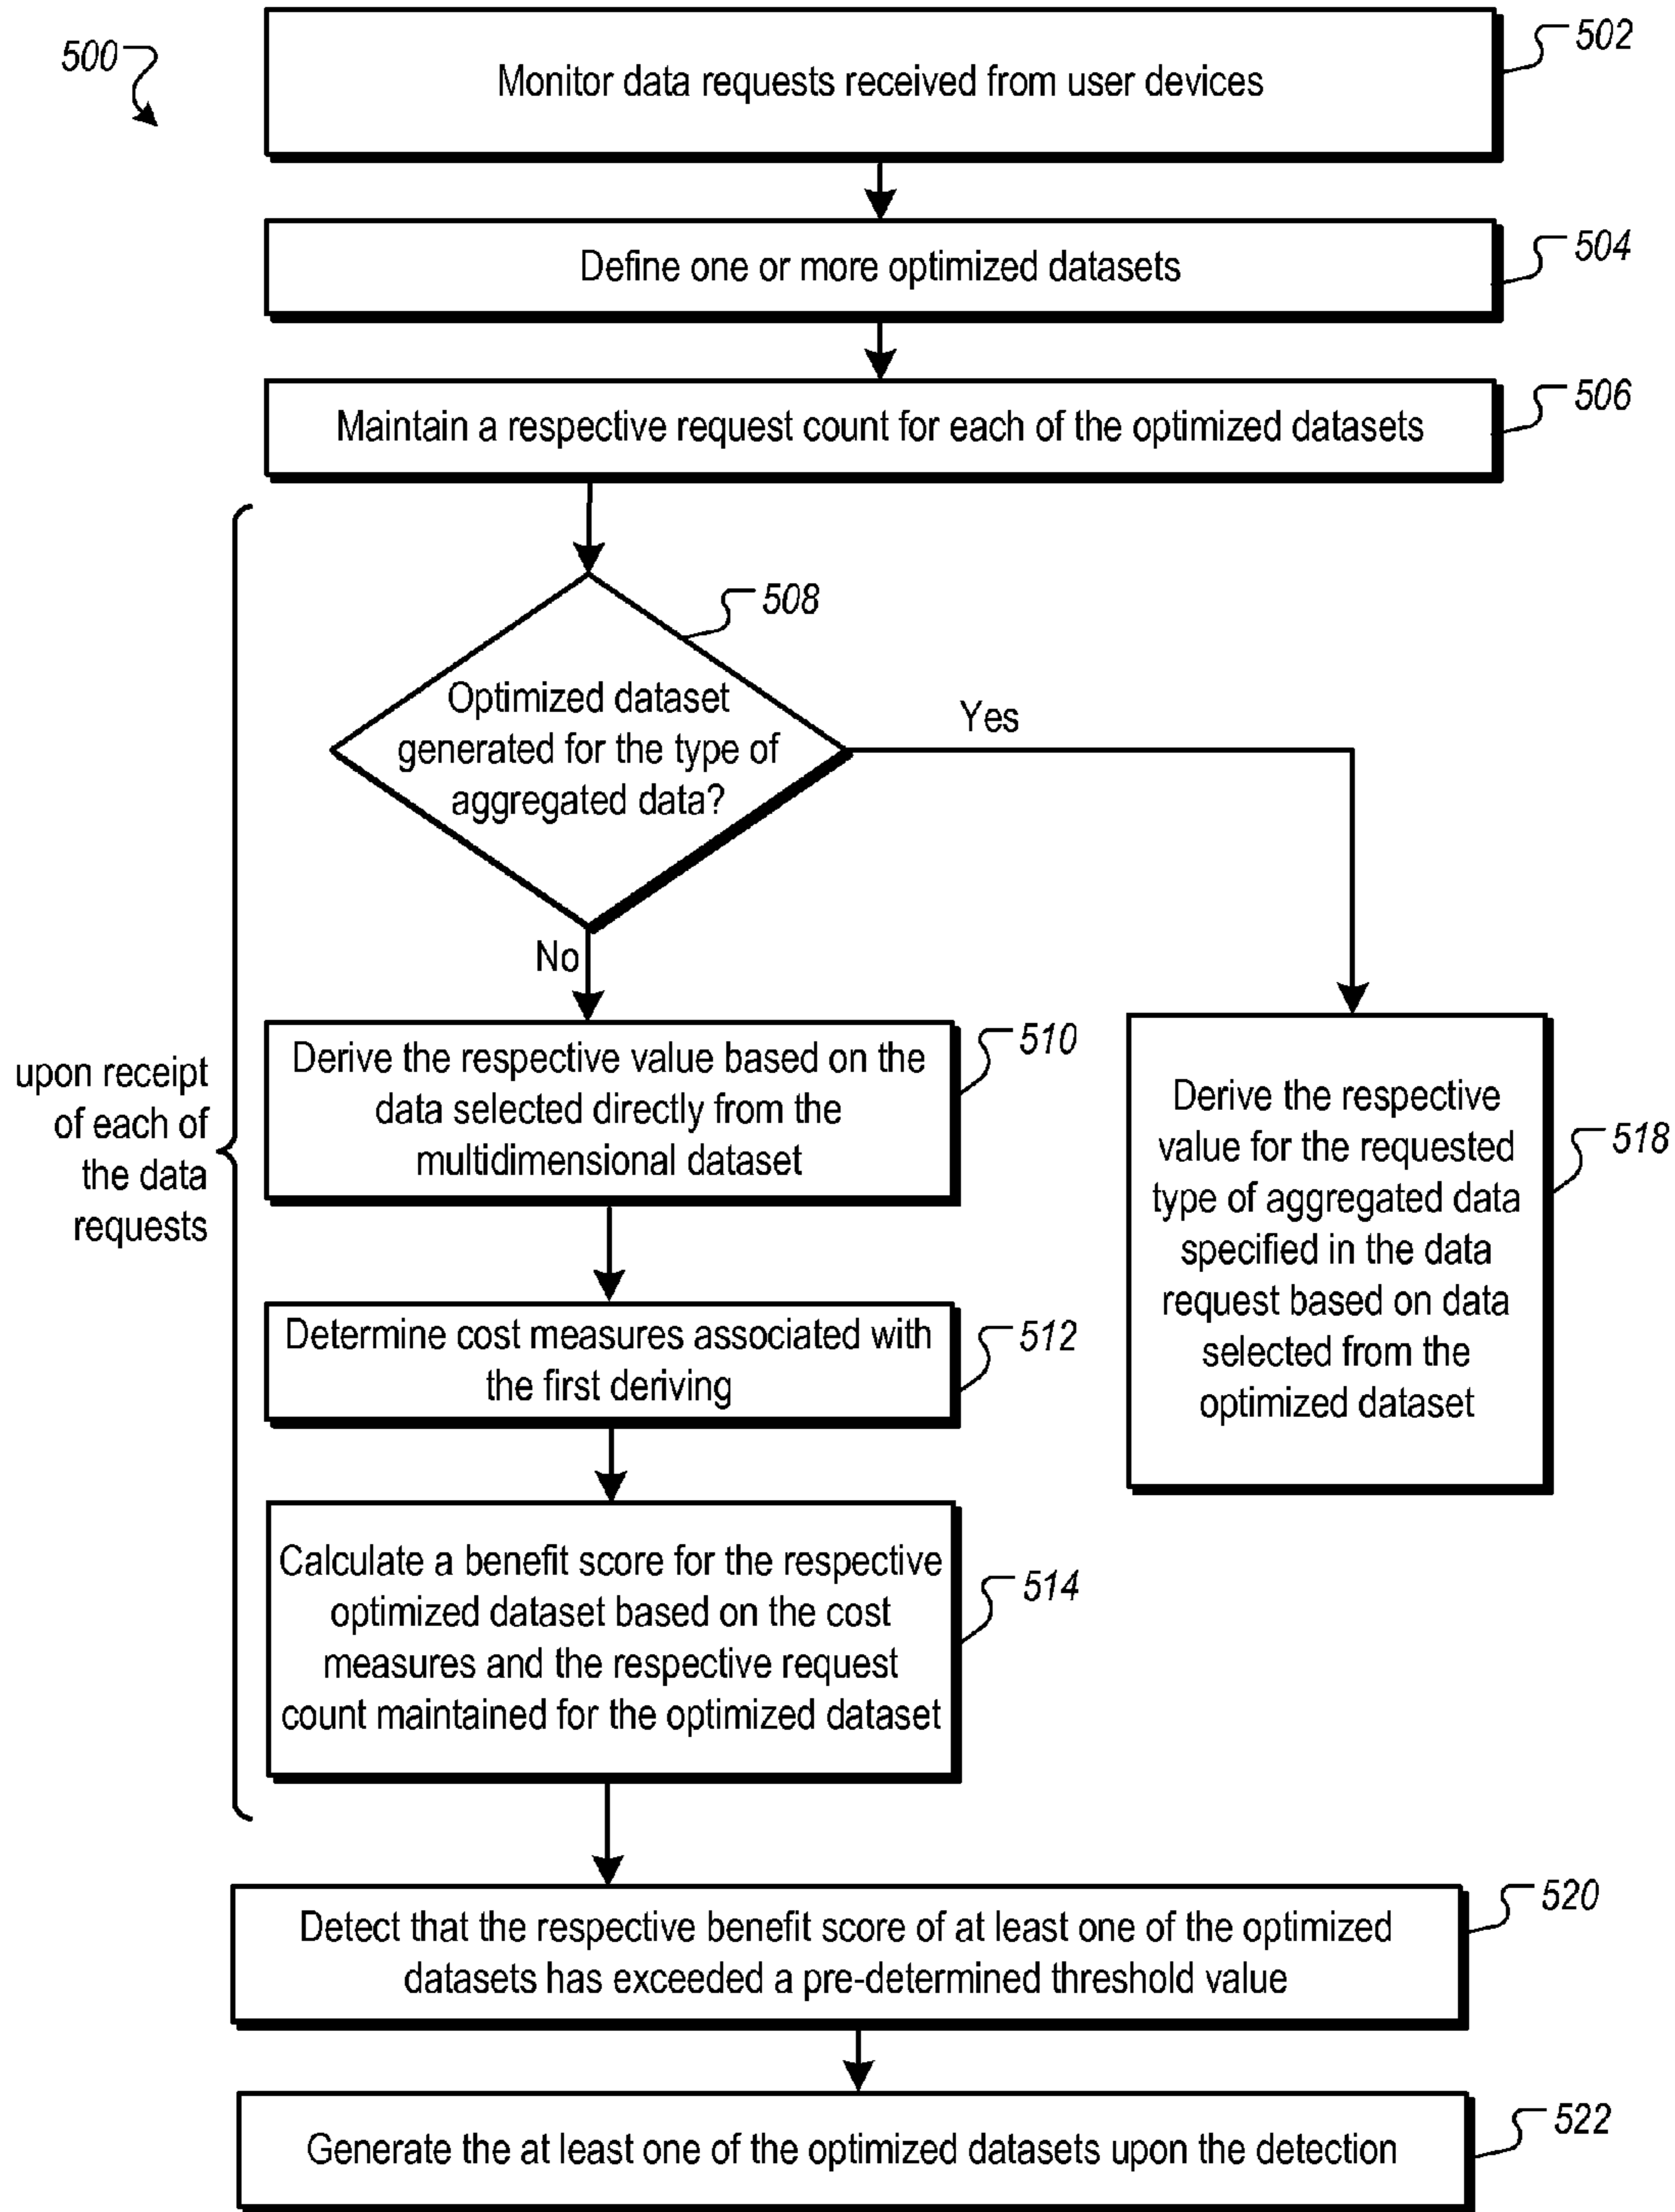 500
Monitor data requests received from user devices
502
Define one or more optimized datasets
504
Maintain a respective request count for each of the optimized datasets
506
508
Optimized dataset
generated for the type of
aggregated data?
Yes
No
upon receipt
of each of
the data
requests
Derive the respective value based on the
data selected directly from the
multidimensional dataset
510
Derive the respective
value for the requested
type of aggregated data
specified in the data
request based on data
selected from the
optimized dataset
518
Determine cost measures associated with
the first deriving
512
Calculate a benefit score for the respective
optimized dataset based on the cost
measures and the respective request
count maintained for the optimized dataset
514
Detect that the respective benefit score of at least one of the optimized
datasets has exceeded a pre-determined threshold value
520
Generate the at least one of the optimized datasets upon the detection
522